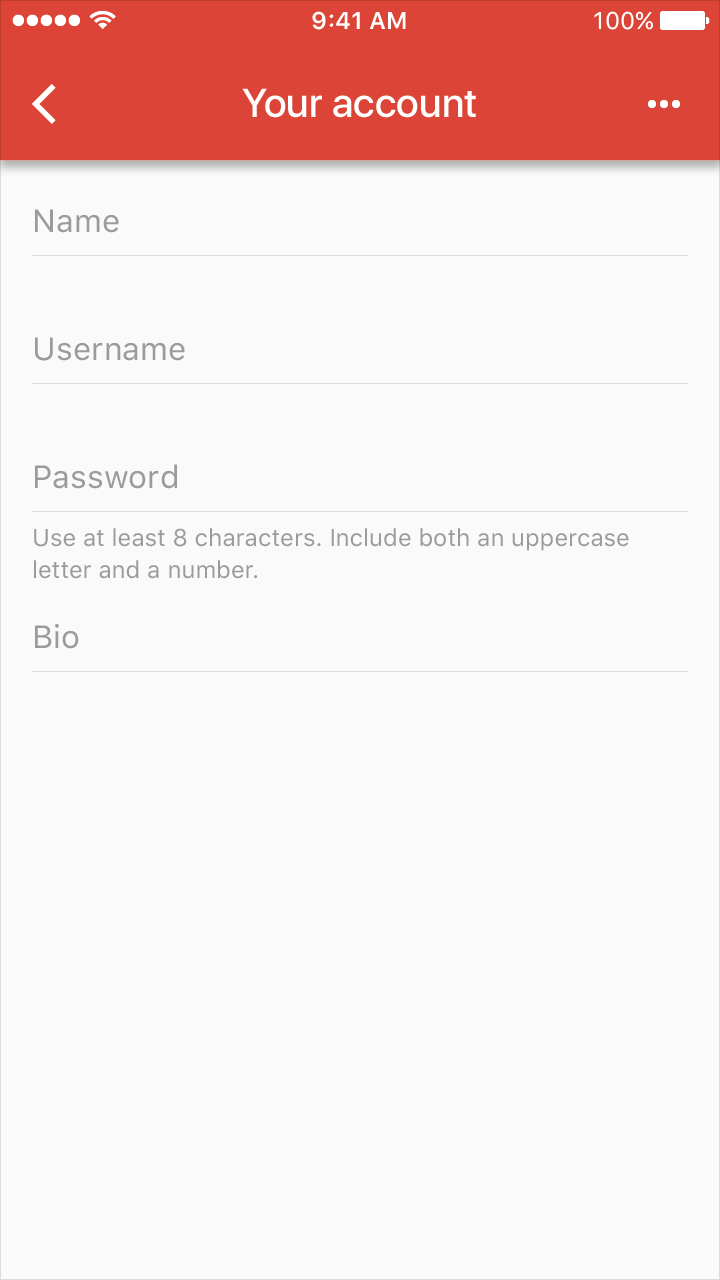 9:41 AM
100%
Your account
Name
Username
Password
Use at least 8 characters. Include both an uppercase
letter and a number.
Bio